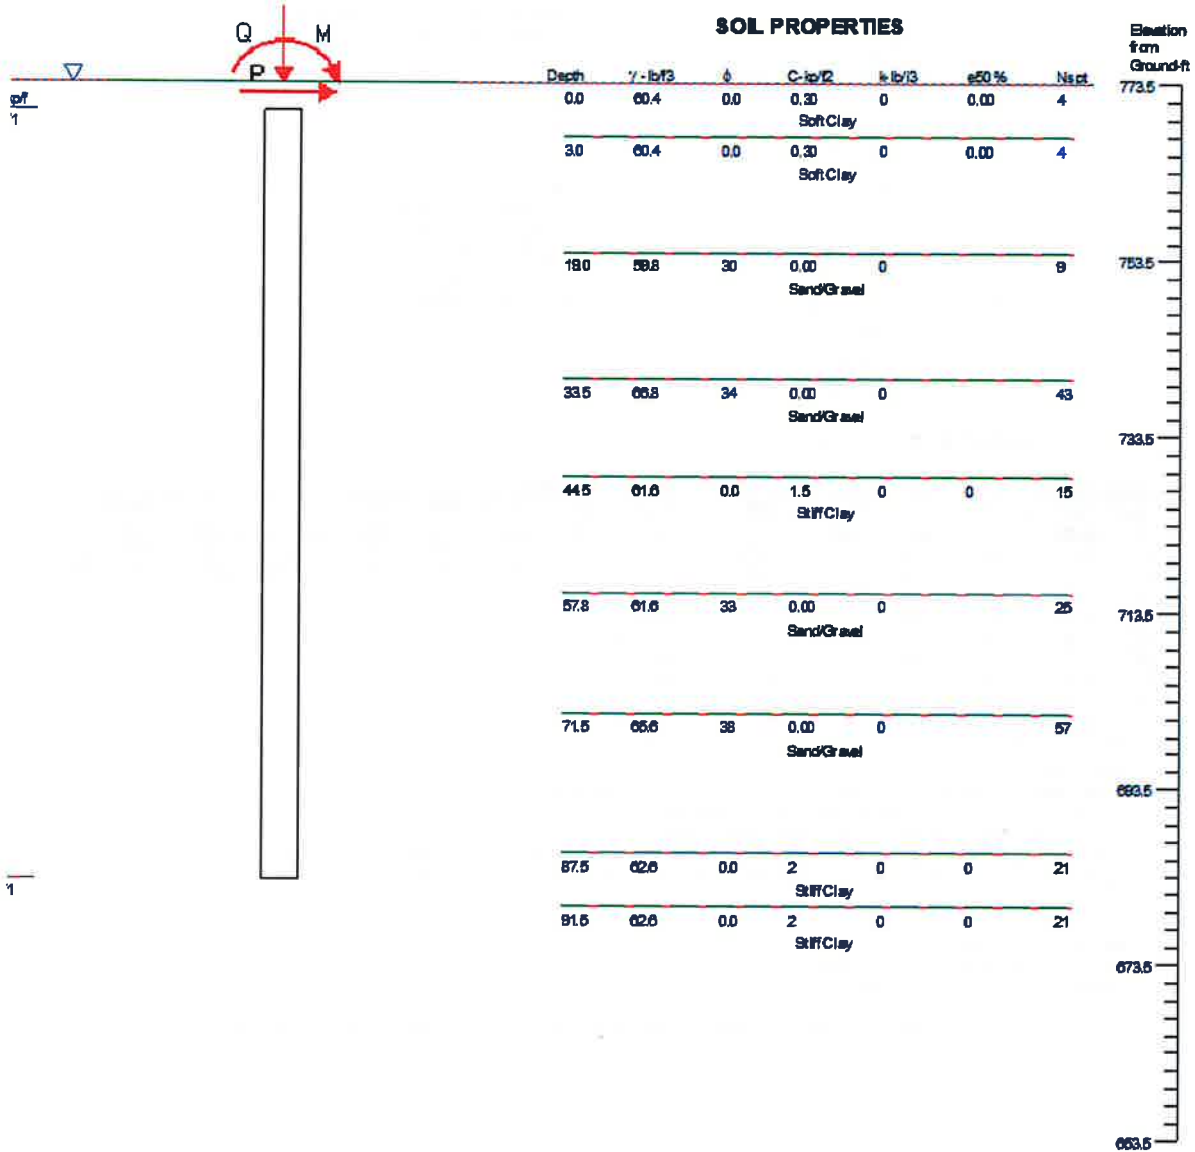 SOIL PROPERTIES
Elevation
from
Ground-ft
Q M
P
p/f
1
Depth γ-lb/f3 ϕ C-kp/f2 k-lb/i3 e50 % Nspt
0.0 60.4 0.0 0.30 0 0.00 4
Soft Clay
3.0 60.4 0.0 0.30 0 0.00 4
Soft Clay
59.8 30 0.00 0 9
Sand/Gravel
33.5 66.8 34 0.00 0 43
Sand/Gravel
44.5 61.6 0.0 1.5 0 0 15
Stiff Clay
57.8 61.6 33 0.00 0 25
Sand/Gravel
71.5 65.6 38 0.00 0 57
Sand/Gravel
87.5 62.6 0.0 2 0 0 21
Stiff Clay
91.5 62.6 0.0 2 0 0 21
Stiff Clay
1
773.5
753.5
733.5
713.5
693.5
673.5
653.5